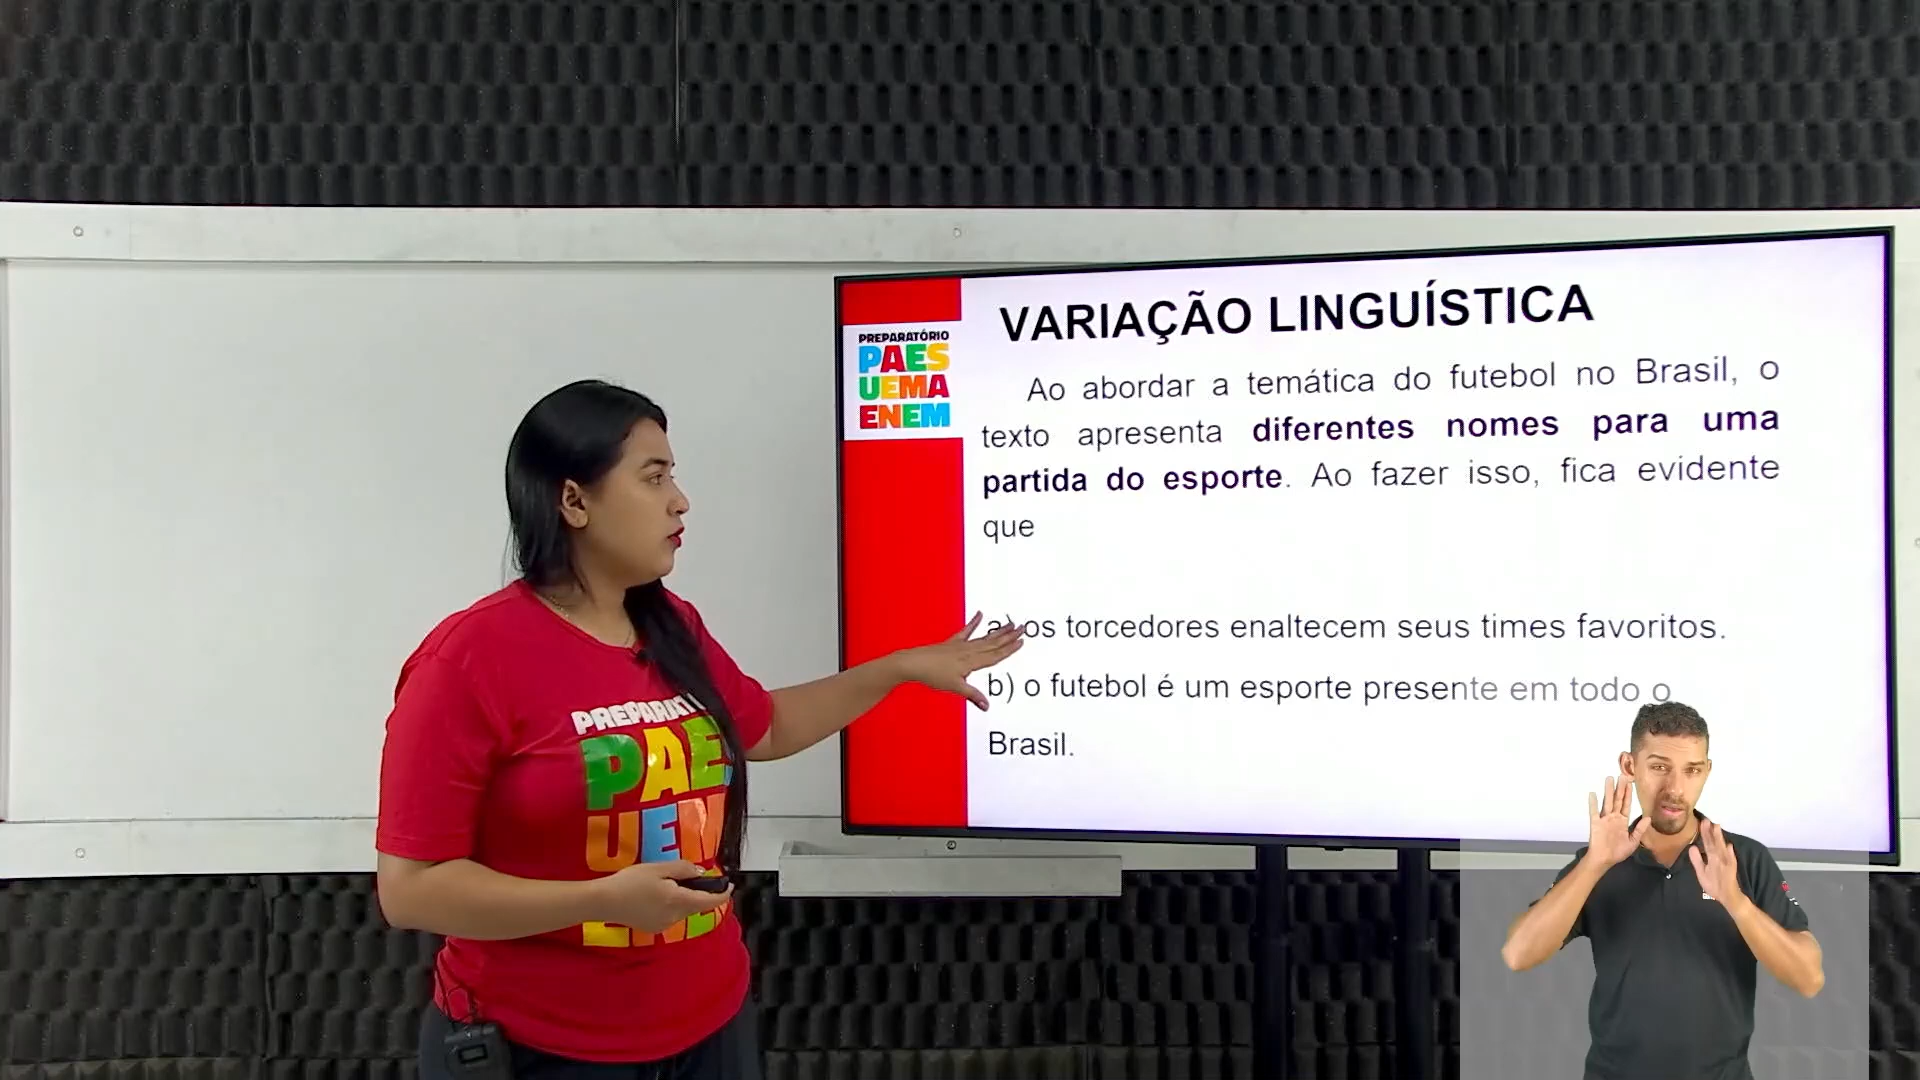 VARIAÇÃO LINGUÍSTICA
PREPARATÓRIO
PAES
UEMA
ENEM
Ao abordar a temática do futebol no Brasil, o
texto apresenta diferentes nomes para uma
partida do esporte. Ao fazer isso, fica evidente
que
a) os torcedores enaltecem seus times favoritos.
b) o futebol é um esporte presente em todo o
Brasil.